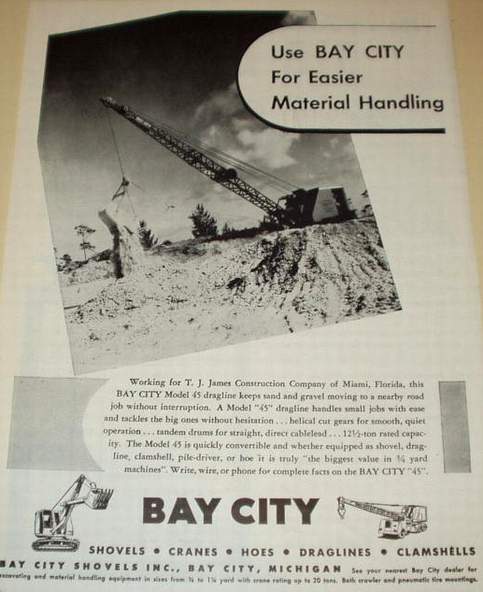 Use BAY CITY
For Easier
Material Handling
Working for T. J. James Construction Company of Miami, Florida, this
BAY CITY Model 45 dragline keeps sand and gravel moving to a nearby road
job without interruption. A Model "45" dragline handles small jobs with ease
and tackles the big ones without hesitation . . . helical cut gears for smooth, quiet
operation . . . tandem drums for straight, direct cablelead . . . 12½-ton rated capac-
ity. The Model 45 is quickly convertible and whether equipped as shovel, drag-
line, clamshell, pile-driver, or hoe it is truly "the biggest value in ¾ yard
machines". Write, wire, or phone for complete facts on the BAY CITY "45".
BAY CITY
SHOVELS • CRANES • HOES • DRAGLINES • CLAMSHELLS
BAY CITY SHOVELS INC., BAY CITY, MICHIGAN See your nearest Bay City dealer for
excavating and material handling equipment in sizes from ⅜ to 1¼ yard with crane rating up to 20 tons. Both crawler and pneumatic tire mountings.